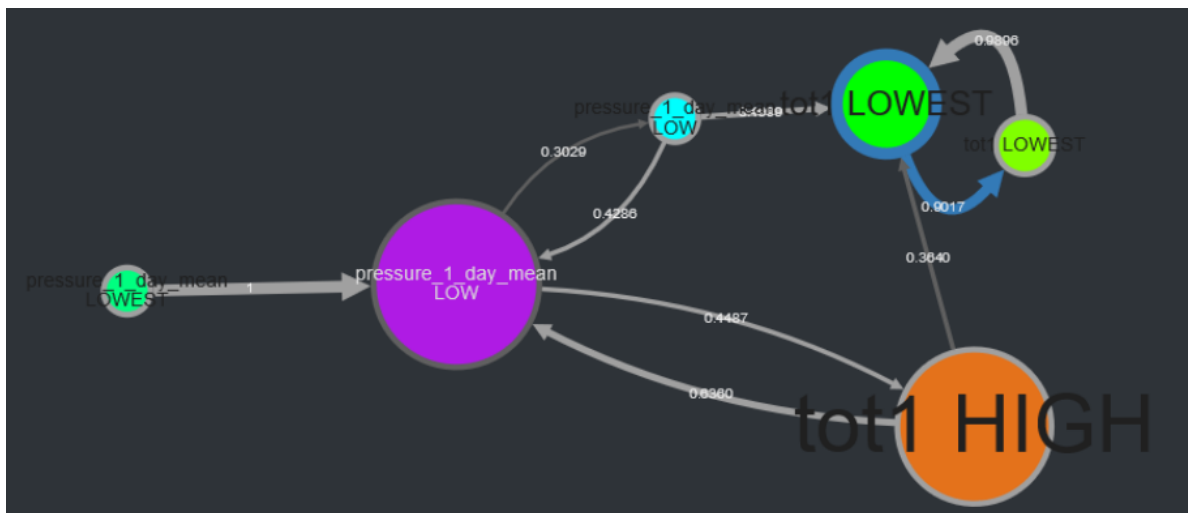 0.9896
pressure_1_day_mean
LOW
tot1 LOWEST
tot1 LOWEST
0.3029
0.4286
0.9017
0.3640
pressure_1_day_mean
LOWEST
1
pressure_1_day_mean
LOW
0.4487
0.6360
tot1 HIGH